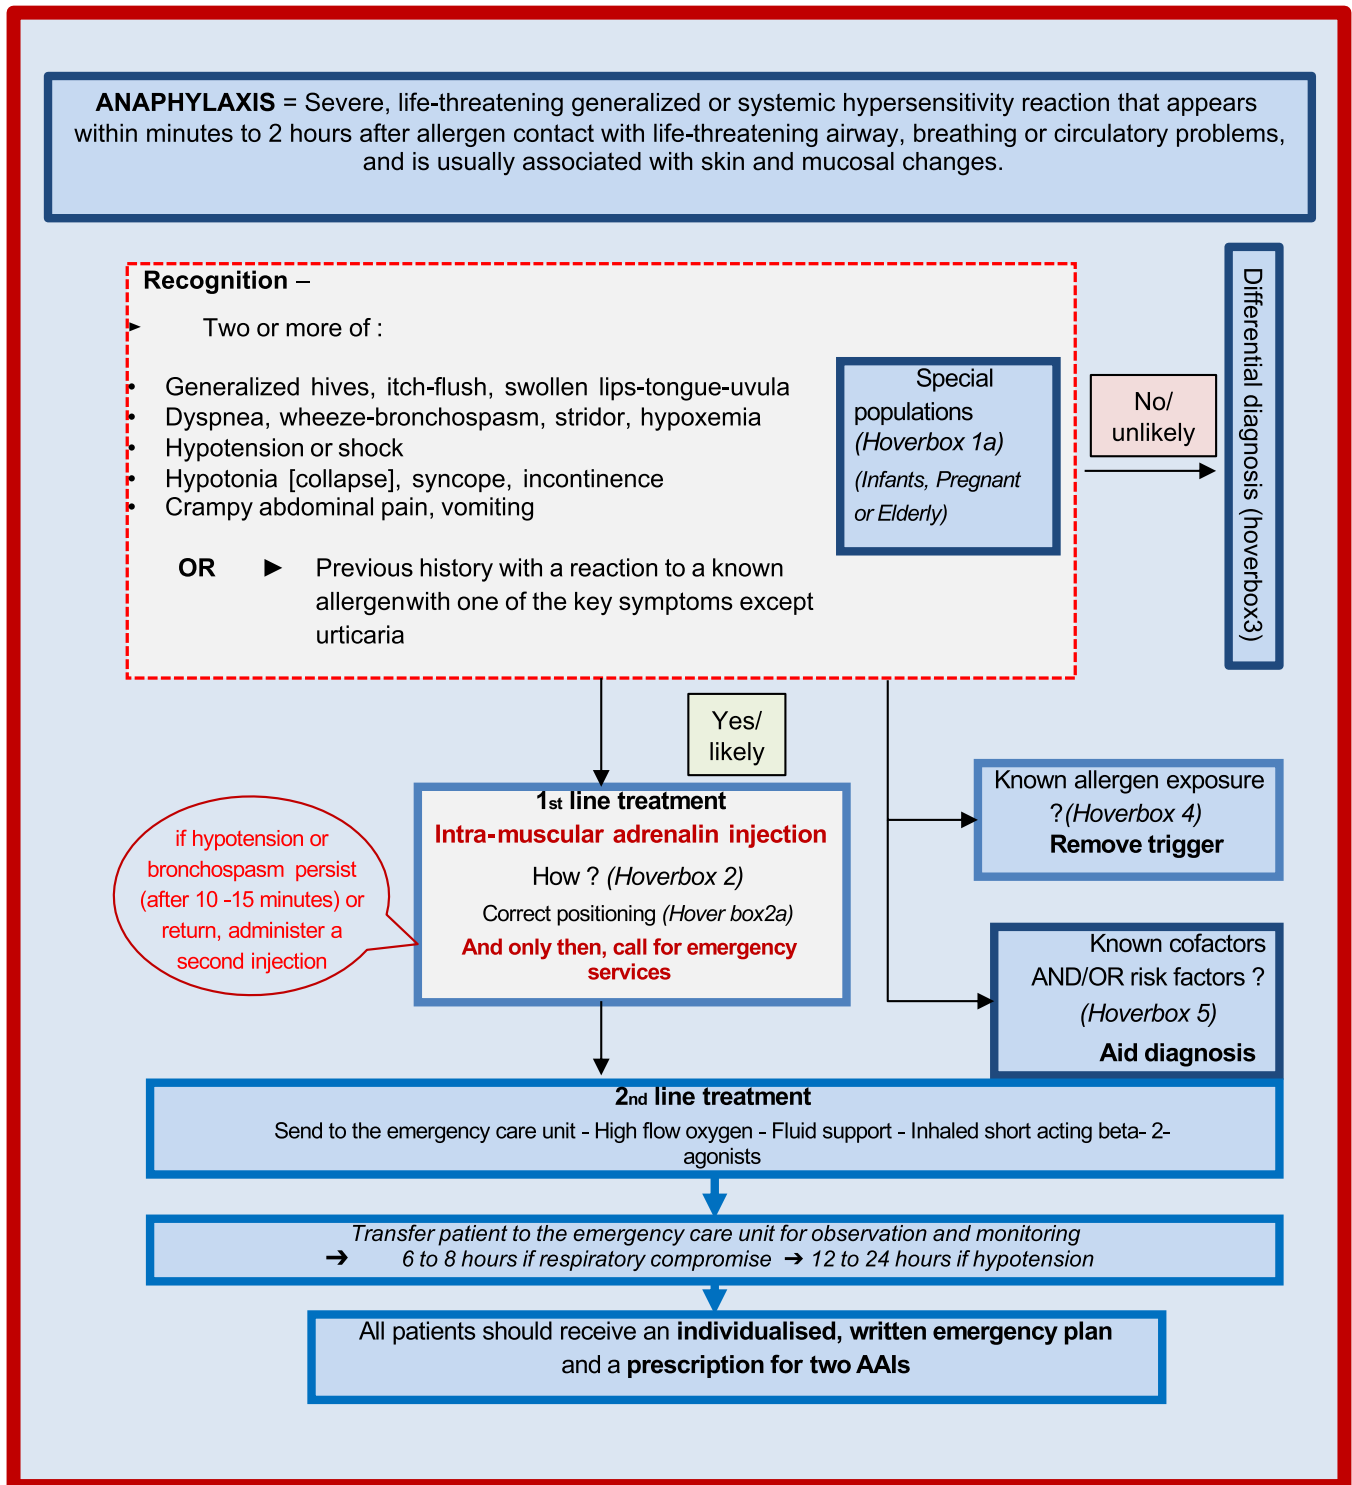 ANAPHYLAXIS = Severe, life-threatening generalized or systemic hypersensitivity reaction that appears
within minutes to 2 hours after allergen contact with life-threatening airway, breathing or circulatory problems,
and is usually associated with skin and mucosal changes.
Recognition –
► Two or more of :
• Generalized hives, itch-flush, swollen lips-tongue-uvula
• Dyspnea, wheeze-bronchospasm, stridor, hypoxemia
• Hypotension or shock
• Hypotonia [collapse], syncope, incontinence
• Crampy abdominal pain, vomiting
OR ► Previous history with a reaction to a known
allergenwith one of the key symptoms except
urticaria
Special
populations
(Hoverbox 1a)
(Infants, Pregnant
or Elderly)
No/
unlikely
Differential diagnosis (hoverbox3)
Yes/
likely
1st line treatment
Intra-muscular adrenalin injection
How ? (Hoverbox 2)
Correct positioning (Hover box2a)
And only then, call for emergency
services
if hypotension or
bronchospasm persist
(after 10 -15 minutes) or
return, administer a
second injection
Known allergen exposure
?(Hoverbox 4)
Remove trigger
Known cofactors
AND/OR risk factors ?
(Hoverbox 5)
Aid diagnosis
2nd line treatment
Send to the emergency care unit - High flow oxygen - Fluid support - Inhaled short acting beta- 2-
agonists
Transfer patient to the emergency care unit for observation and monitoring
➔ 6 to 8 hours if respiratory compromise ➔ 12 to 24 hours if hypotension
All patients should receive an individualised, written emergency plan
and a prescription for two AAIs